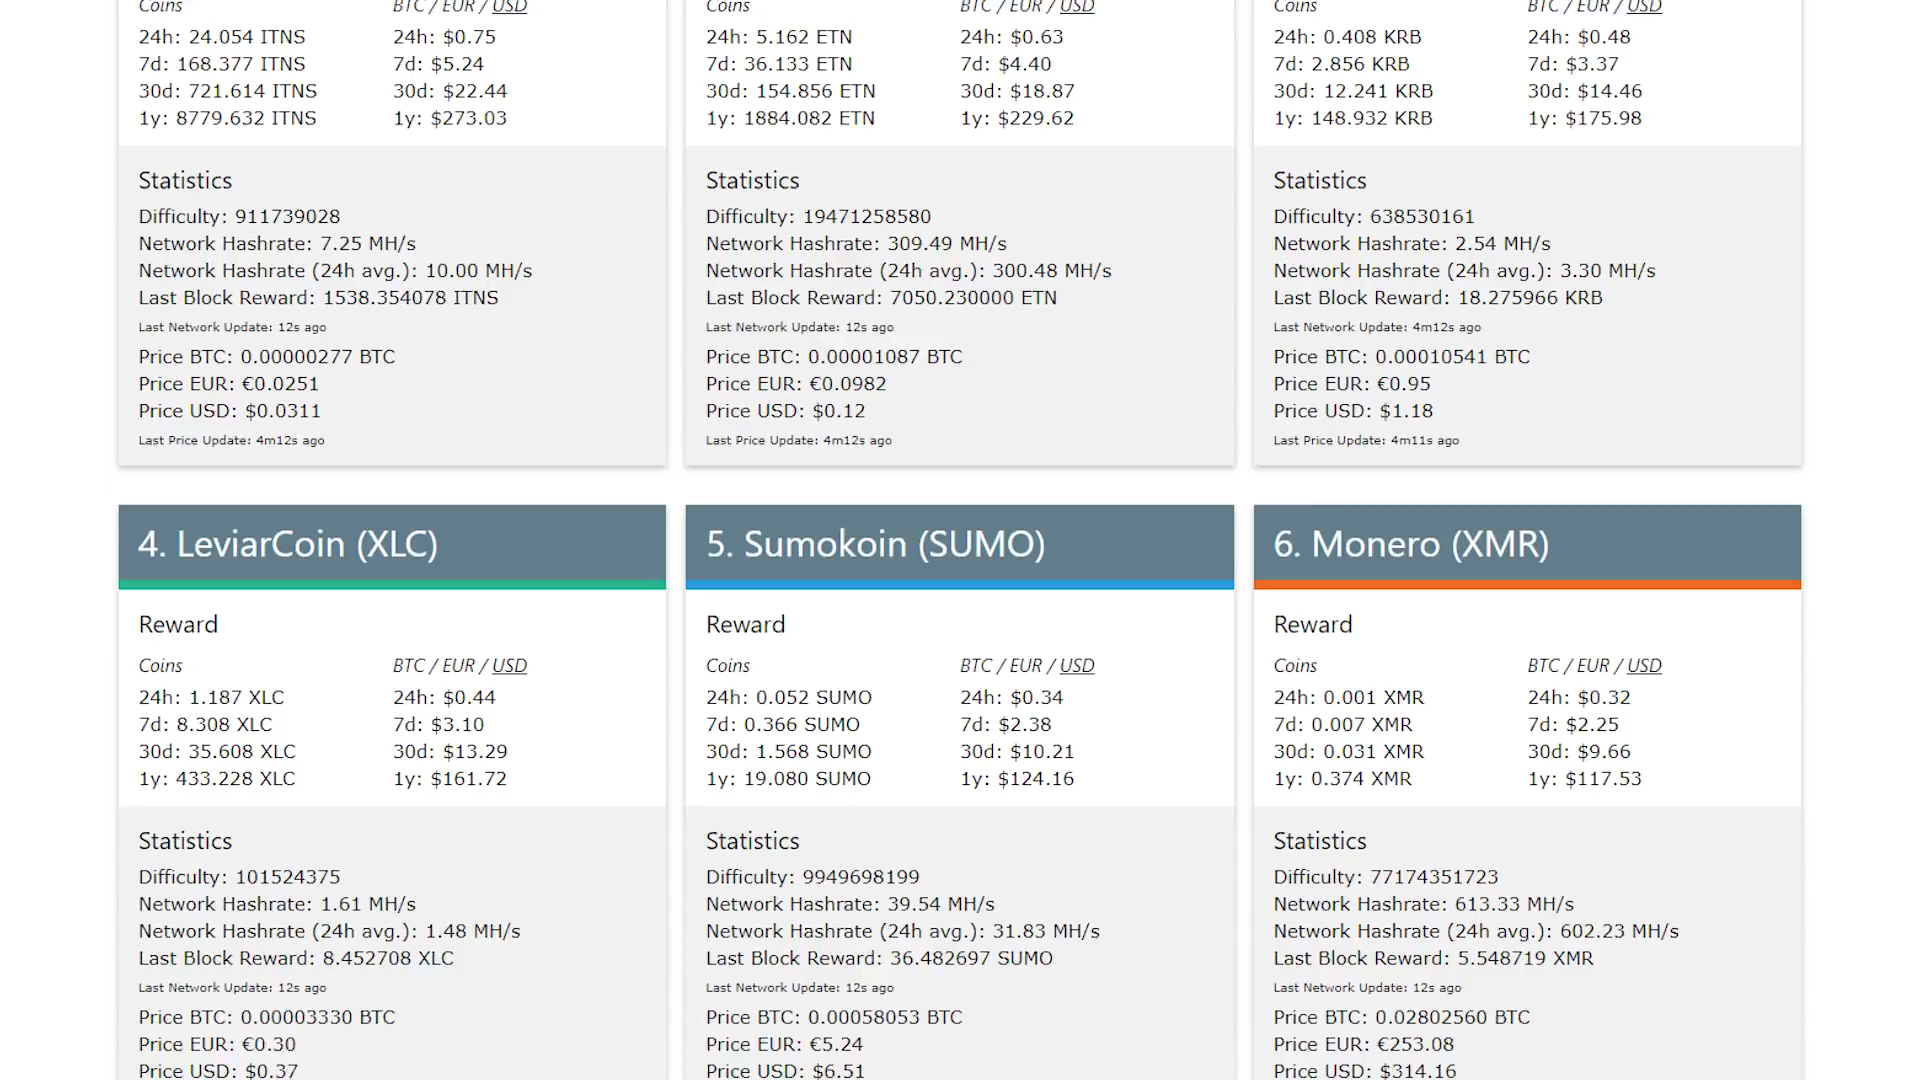 Coins BTC / EUR / USD
24h: 24.054 ITNS 24h: $0.75
7d: 168.377 ITNS 7d: $5.24
30d: 721.614 ITNS 30d: $22.44
1y: 8779.632 ITNS 1y: $273.03
Statistics
Difficulty: 911739028
Network Hashrate: 7.25 MH/s
Network Hashrate (24h avg.): 10.00 MH/s
Last Block Reward: 1538.354078 ITNS
Last Network Update: 12s ago
Price BTC: 0.00000277 BTC
Price EUR: €0.0251
Price USD: $0.0311
Last Price Update: 4m12s ago
Coins BTC / EUR / USD
24h: 5.162 ETN 24h: $0.63
7d: 36.133 ETN 7d: $4.40
30d: 154.856 ETN 30d: $18.87
1y: 1884.082 ETN 1y: $229.62
Statistics
Difficulty: 19471258580
Network Hashrate: 309.49 MH/s
Network Hashrate (24h avg.): 300.48 MH/s
Last Block Reward: 7050.230000 ETN
Last Network Update: 12s ago
Price BTC: 0.00001087 BTC
Price EUR: €0.0982
Price USD: $0.12
Last Price Update: 4m12s ago
Coins BTC / EUR / USD
24h: 0.408 KRB 24h: $0.48
7d: 2.856 KRB 7d: $3.37
30d: 12.241 KRB 30d: $14.46
1y: 148.932 KRB 1y: $175.98
Statistics
Difficulty: 638530161
Network Hashrate: 2.54 MH/s
Network Hashrate (24h avg.): 3.30 MH/s
Last Block Reward: 18.275966 KRB
Last Network Update: 4m12s ago
Price BTC: 0.00010541 BTC
Price EUR: €0.95
Price USD: $1.18
Last Price Update: 4m11s ago
4. LeviarCoin (XLC)
Reward
Coins BTC / EUR / USD
24h: 1.187 XLC 24h: $0.44
7d: 8.308 XLC 7d: $3.10
30d: 35.608 XLC 30d: $13.29
1y: 433.228 XLC 1y: $161.72
Statistics
Difficulty: 101524375
Network Hashrate: 1.61 MH/s
Network Hashrate (24h avg.): 1.48 MH/s
Last Block Reward: 8.452708 XLC
Last Network Update: 12s ago
Price BTC: 0.00003330 BTC
Price EUR: €0.30
Price USD: $0.37
5. Sumokoin (SUMO)
Reward
Coins BTC / EUR / USD
24h: 0.052 SUMO 24h: $0.34
7d: 0.366 SUMO 7d: $2.38
30d: 1.568 SUMO 30d: $10.21
1y: 19.080 SUMO 1y: $124.16
Statistics
Difficulty: 9949698199
Network Hashrate: 39.54 MH/s
Network Hashrate (24h avg.): 31.83 MH/s
Last Block Reward: 36.482697 SUMO
Last Network Update: 12s ago
Price BTC: 0.00058053 BTC
Price EUR: €5.24
Price USD: $6.51
6. Monero (XMR)
Reward
Coins BTC / EUR / USD
24h: 0.001 XMR 24h: $0.32
7d: 0.007 XMR 7d: $2.25
30d: 0.031 XMR 30d: $9.66
1y: 0.374 XMR 1y: $117.53
Statistics
Difficulty: 77174351723
Network Hashrate: 613.33 MH/s
Network Hashrate (24h avg.): 602.23 MH/s
Last Block Reward: 5.548719 XMR
Last Network Update: 12s ago
Price BTC: 0.02802560 BTC
Price EUR: €253.08
Price USD: $314.16